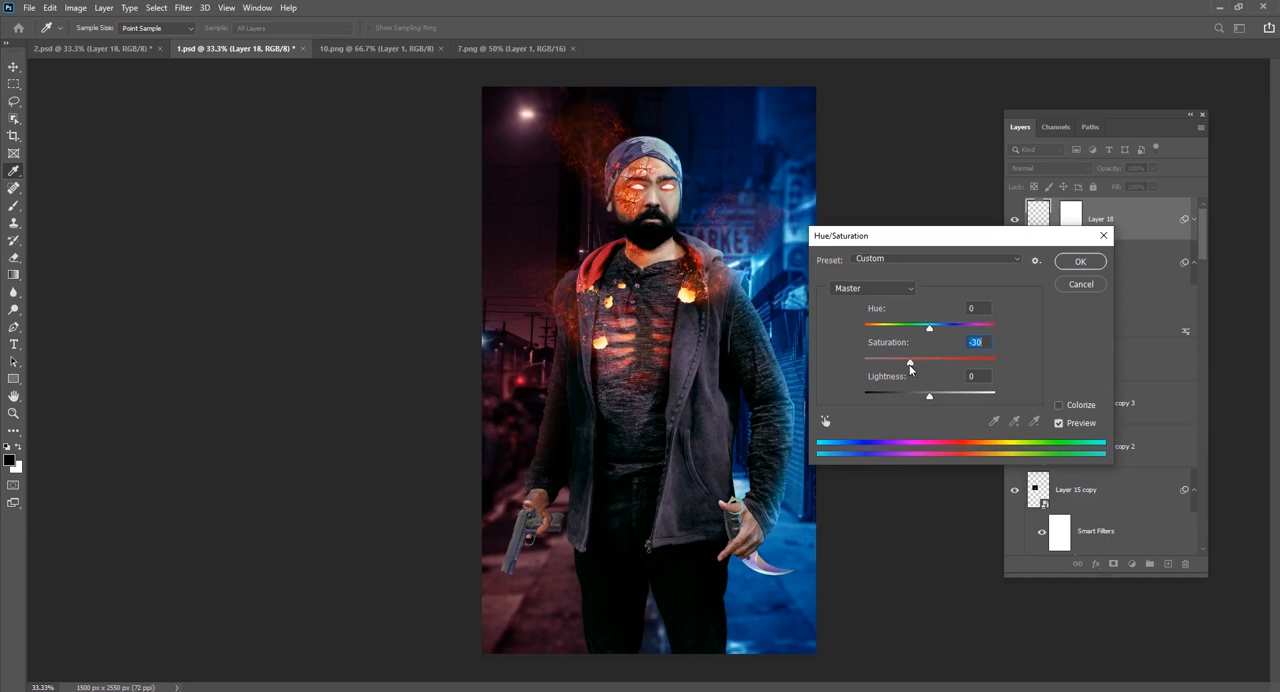 Ps File Edit Image Layer Type Select Filter 3D View Window Help
Sample Size: Point Sample Sample: All Layers Show Sampling Ring
2.psd @ 33.3% (Layer 18, RGB/8) * × 1.psd @ 33.3% (Layer 18, RGB/8) * × 10.png @ 66.7% (Layer 1, RGB/8) × 7.png @ 50% (Layer 1, RGB/16) ×
Layers Channels Paths
Kind
Normal Opacity: 100%
Lock: Fill: 100%
Layer 18
MARKET
Hue/Saturation
Preset: Custom OK
Cancel
Master
Hue: 0
Saturation: -30
Lightness: 0
Colorize
Preview
copy 3
copy 2
Layer 15 copy
Smart Filters
fx
33.33% 1500 px x 2550 px (72 ppi)